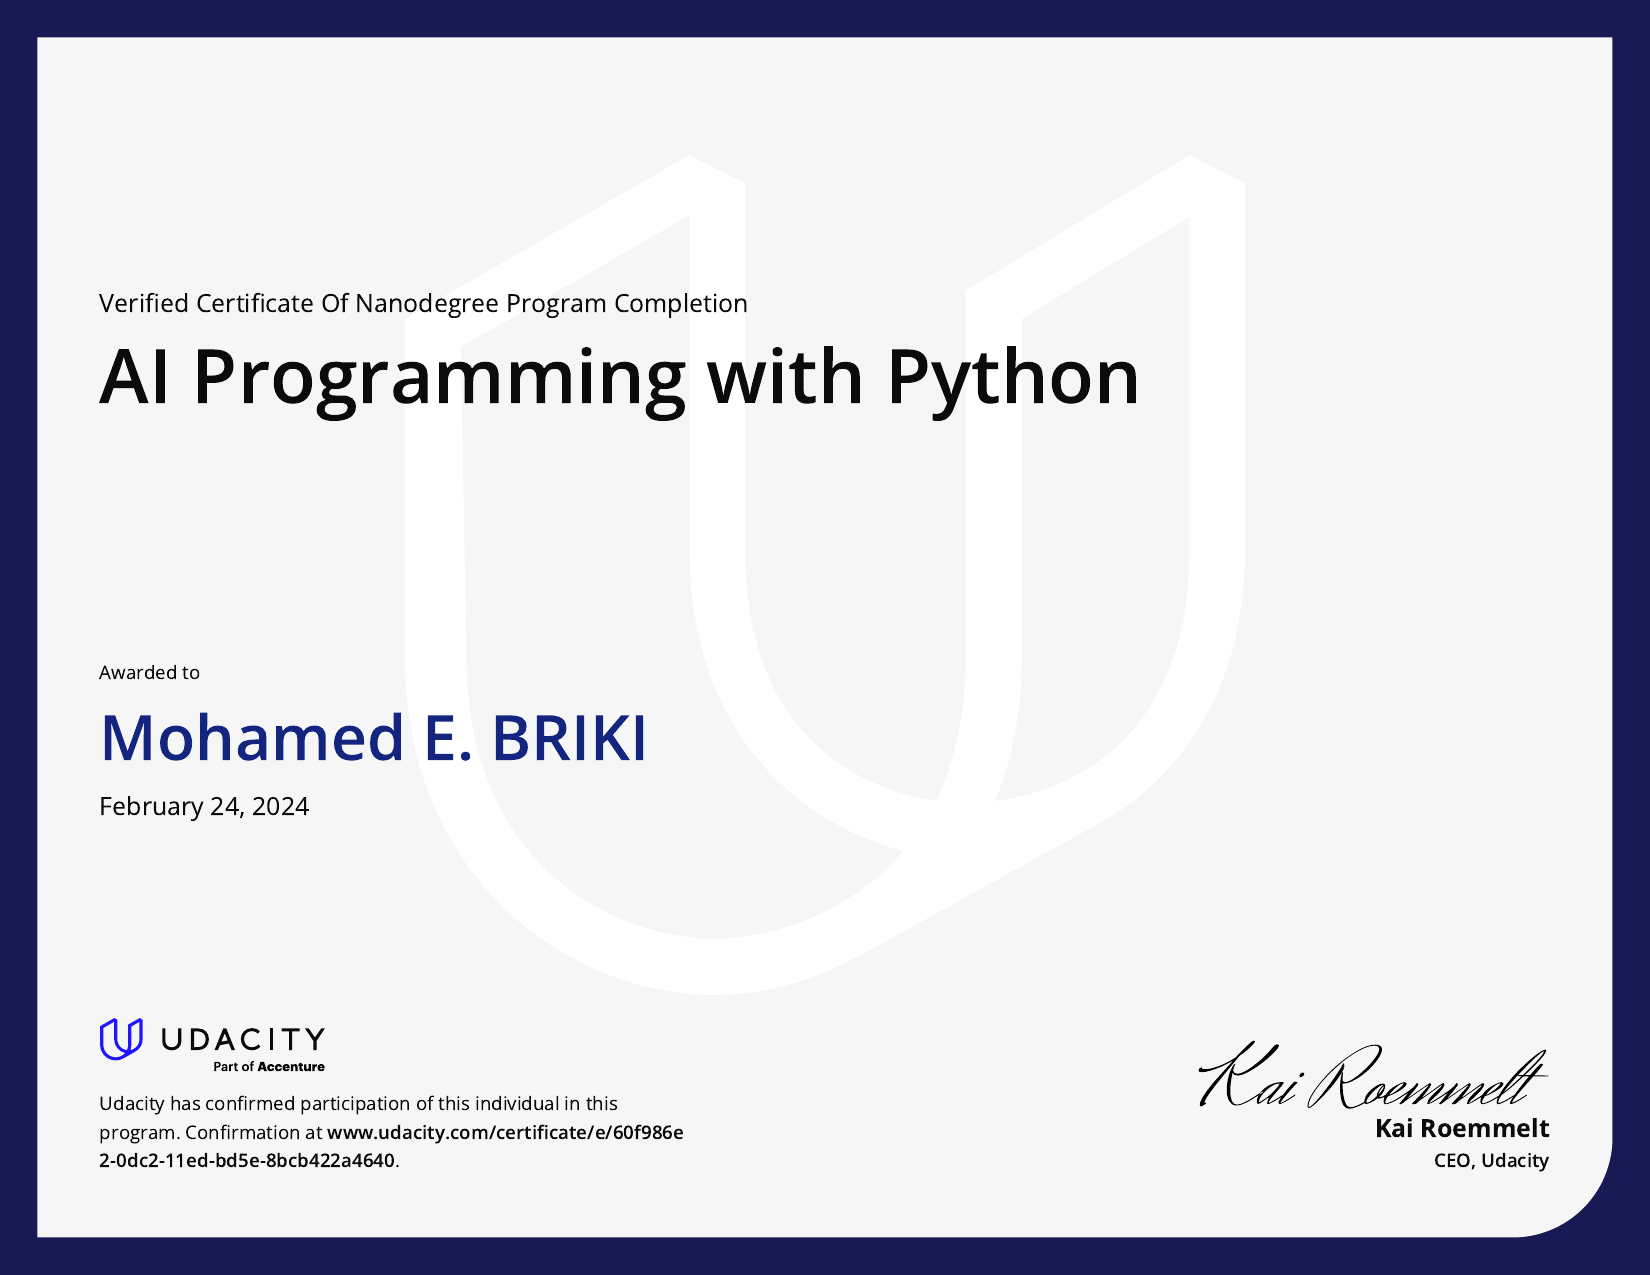 Verified Certificate Of Nanodegree Program Completion
AI Programming with Python
Awarded to
Mohamed E. BRIKI
February 24, 2024
UDACITY
Part of Accenture
Udacity has confirmed participation of this individual in this
program. Confirmation at www.udacity.com/certificate/e/60f986e
2-0dc2-11ed-bd5e-8bcb422a4640.
Kai Roemmelt
Kai Roemmelt
CEO, Udacity